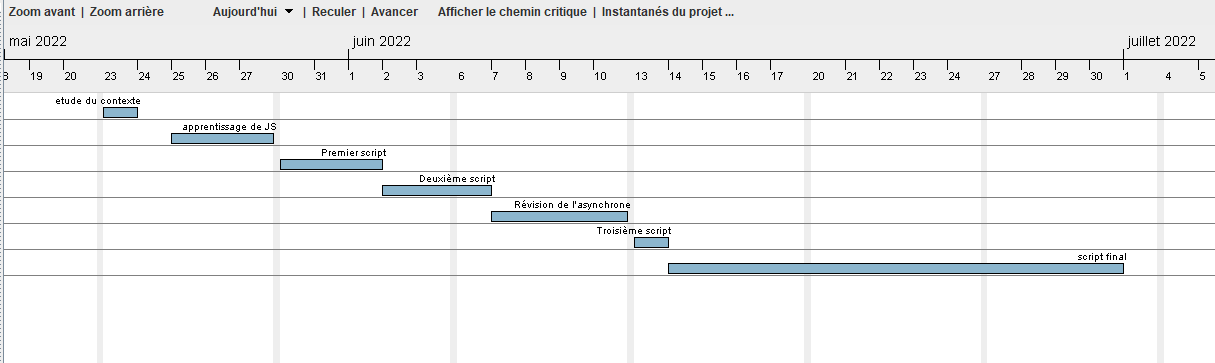 Zoom avant | Zoom arrière Aujourd'hui | Reculer | Avancer Afficher le chemin critique | Instantanés du projet ...
mai 2022 juin 2022 juillet 2022
19 20 23 24 25 26 27 30 31 1 2 3 6 7 8 9 10 13 14 15 16 17 20 21 22 23 24 27 28 29 30 1 4 5
etude du contexte
apprentissage de JS
Premier script
Deuxième script
Révision de l'asynchrone
Troisième script
script final